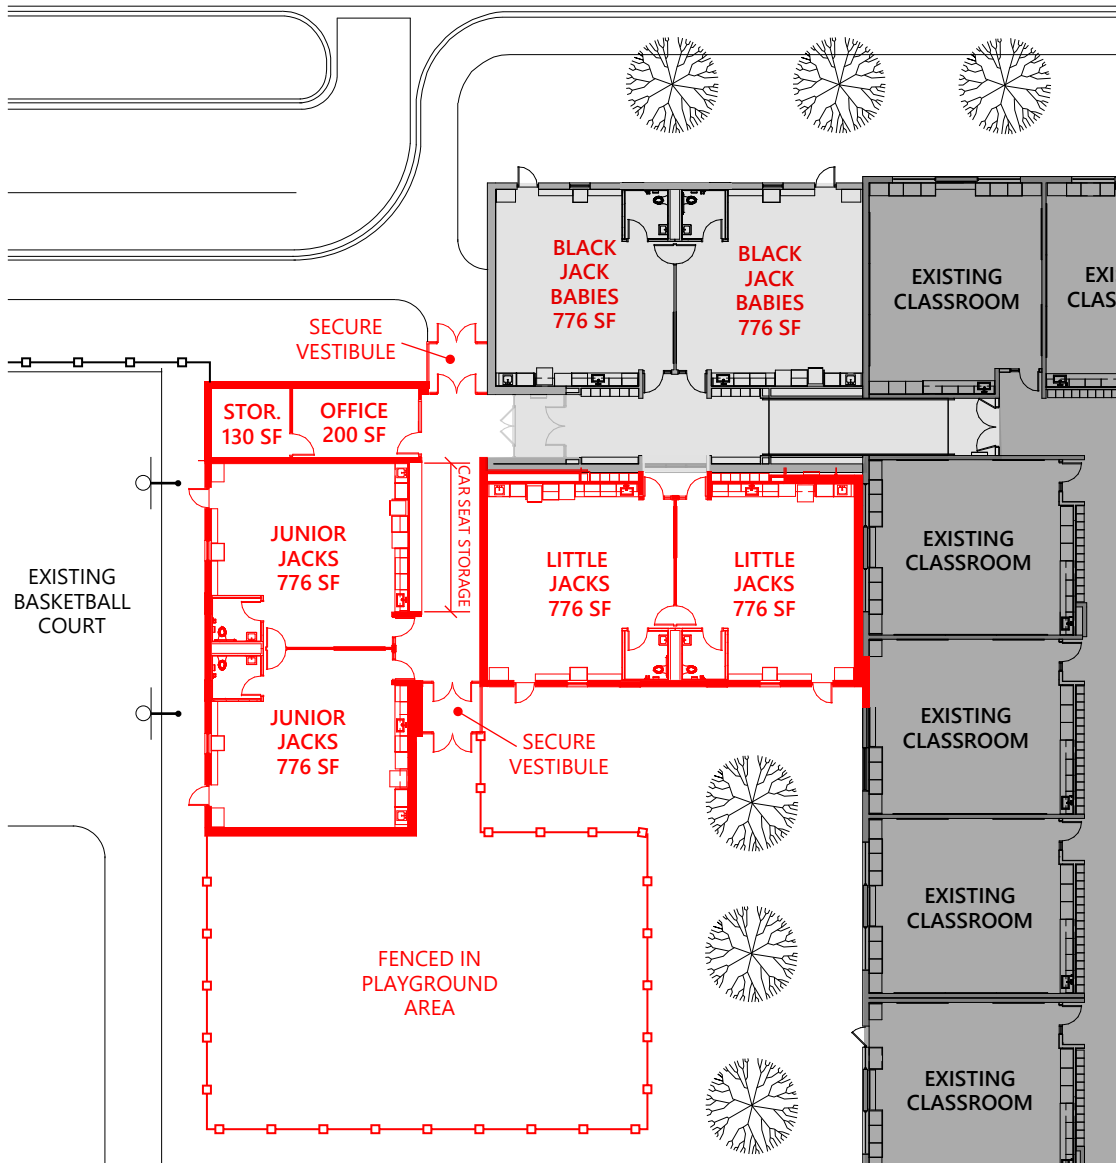 BLACK
JACK
BABIES
776 SF
BLACK
JACK
BABIES
776 SF
EXISTING
CLASSROOM
EXI
CLAS
SECURE
VESTIBULE
STOR.
130 SF
OFFICE
200 SF
CAR SEAT STORAGE
JUNIOR
JACKS
776 SF
LITTLE
JACKS
776 SF
LITTLE
JACKS
776 SF
EXISTING
CLASSROOM
EXISTING
BASKETBALL
COURT
JUNIOR
JACKS
776 SF
SECURE
VESTIBULE
EXISTING
CLASSROOM
EXISTING
CLASSROOM
FENCED IN
PLAYGROUND
AREA
EXISTING
CLASSROOM